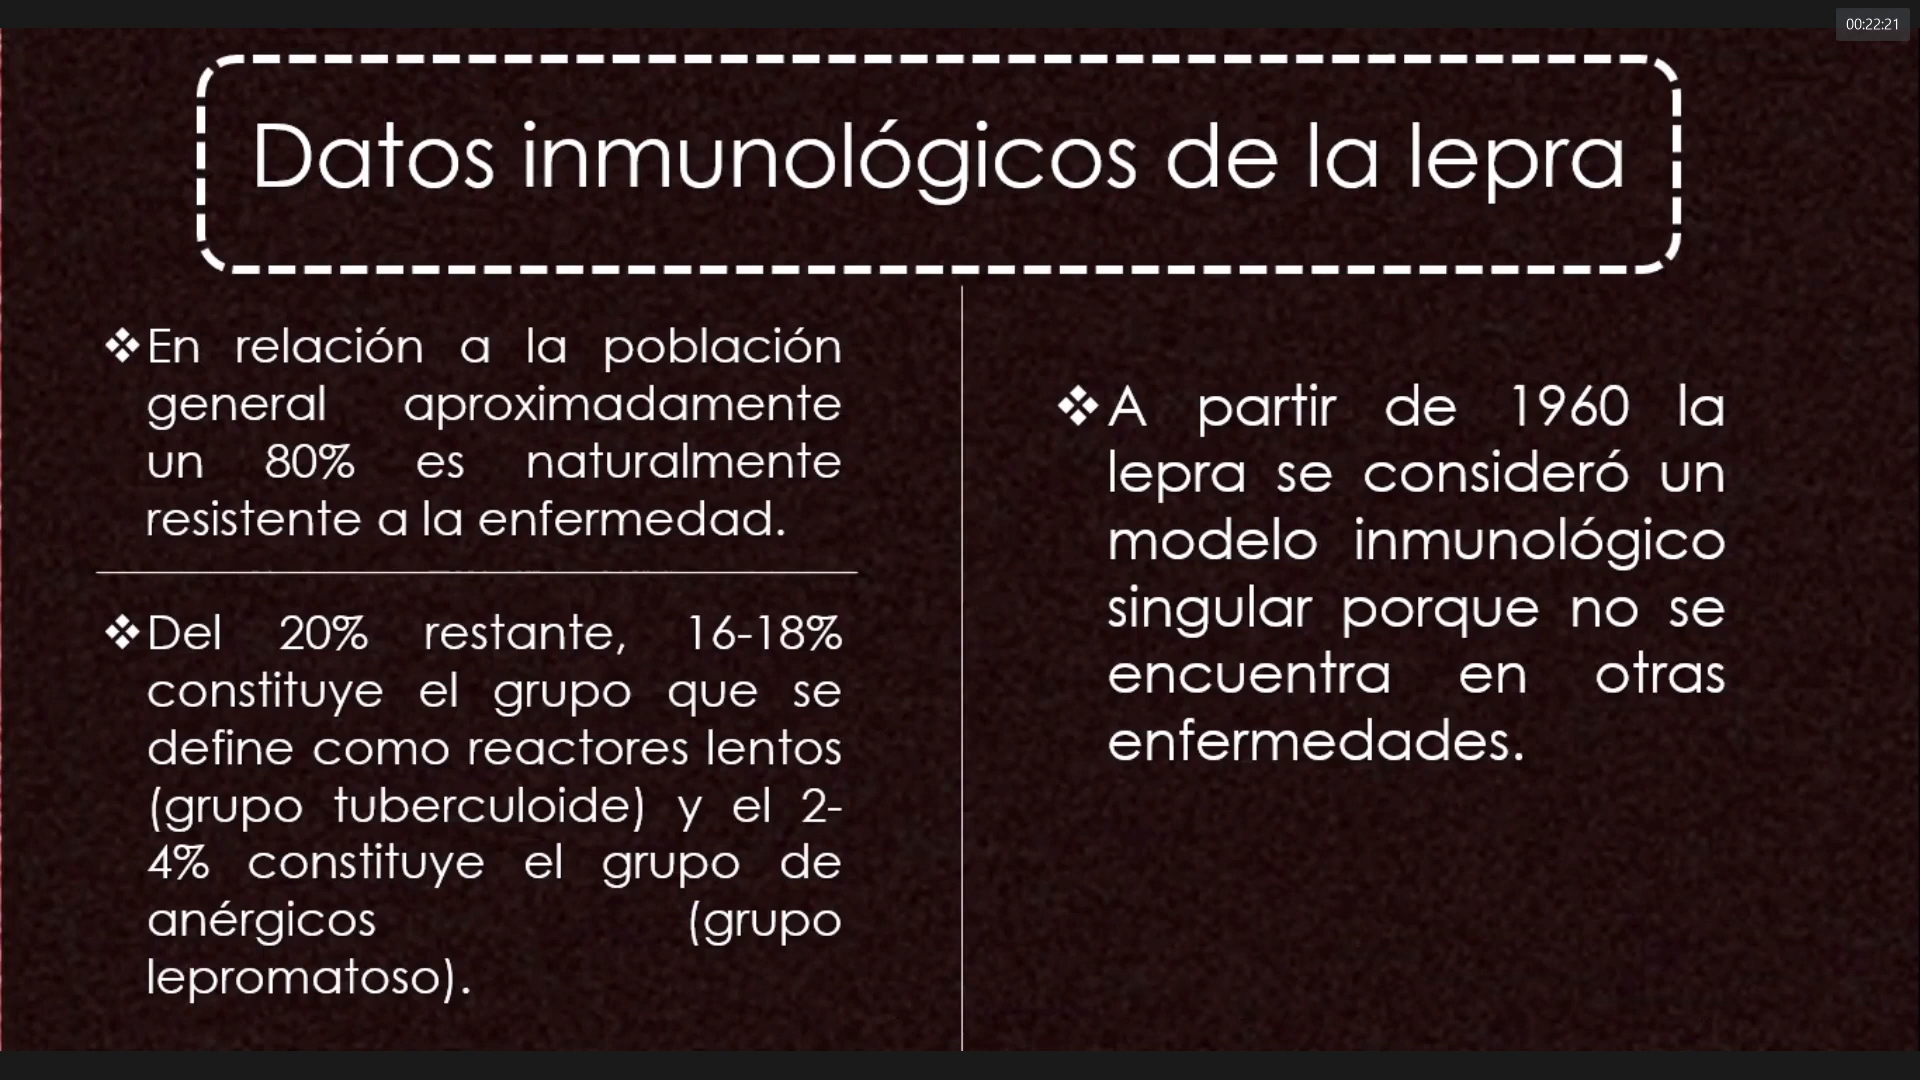 00:22:21
Datos inmunológicos de la lepra
❖En relación a la población
general aproximadamente
un 80% es naturalmente
resistente a la enfermedad.
❖Del 20% restante, 16-18%
constituye el grupo que se
define como reactores lentos
(grupo tuberculoide) y el 2-
4% constituye el grupo de
anérgicos (grupo
lepromatoso).
❖A partir de 1960 la
lepra se consideró un
modelo inmunológico
singular porque no se
encuentra en otras
enfermedades.